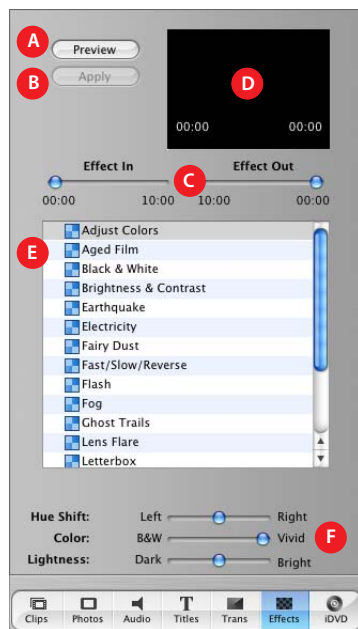 A
Preview
B
Apply
D
00:00 00:00
Effect In C Effect Out
00:00 10:00 10:00 00:00
E
Adjust Colors
Aged Film
Black & White
Brightness & Contrast
Earthquake
Electricity
Fairy Dust
Fast/Slow/Reverse
Flash
Fog
Ghost Trails
Lens Flare
Letterbox
Hue Shift: Left Right
Color: B&W Vivid F
Lightness: Dark Bright
Clips Photos Audio T Titles Trans Effects iDVD